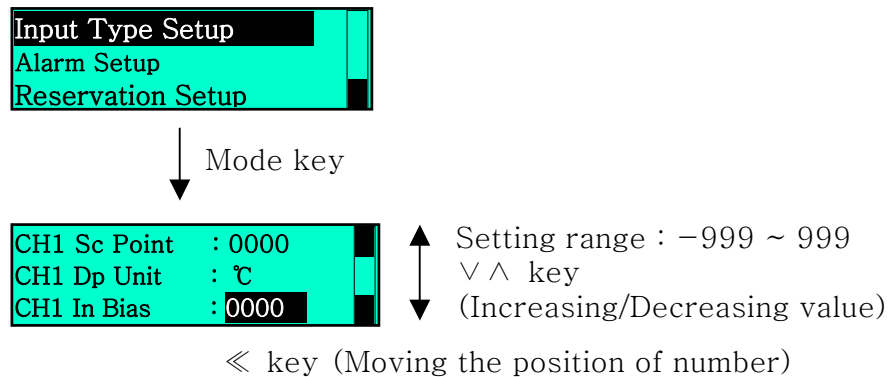 Input Type Setup
Alarm Setup
Reservation Setup
Mode key
CH1 Sc Point : 0000
CH1 Dp Unit : ℃
CH1 In Bias : 0000
Setting range : -999 ~ 999
∨∧ key
(Increasing/Decreasing value)
≪ key (Moving the position of number)